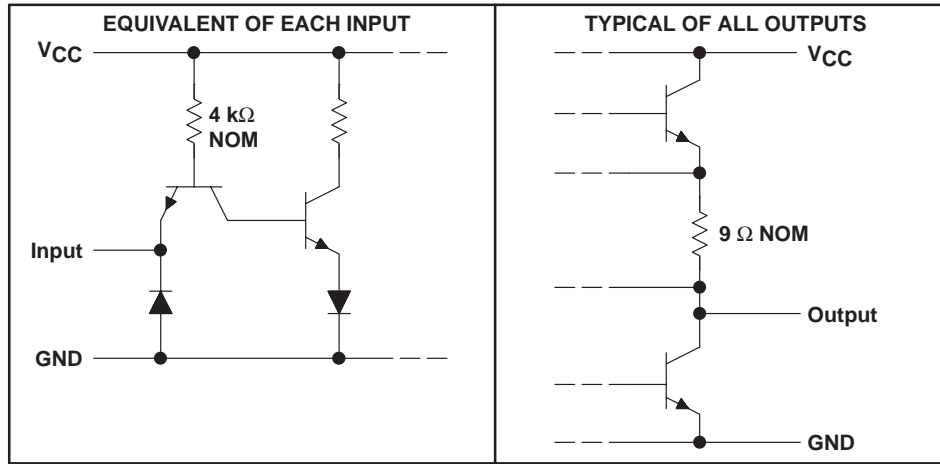 EQUIVALENT OF EACH INPUT
VCC
4 kΩ
NOM
Input
GND
TYPICAL OF ALL OUTPUTS
VCC
9 Ω NOM
Output
GND